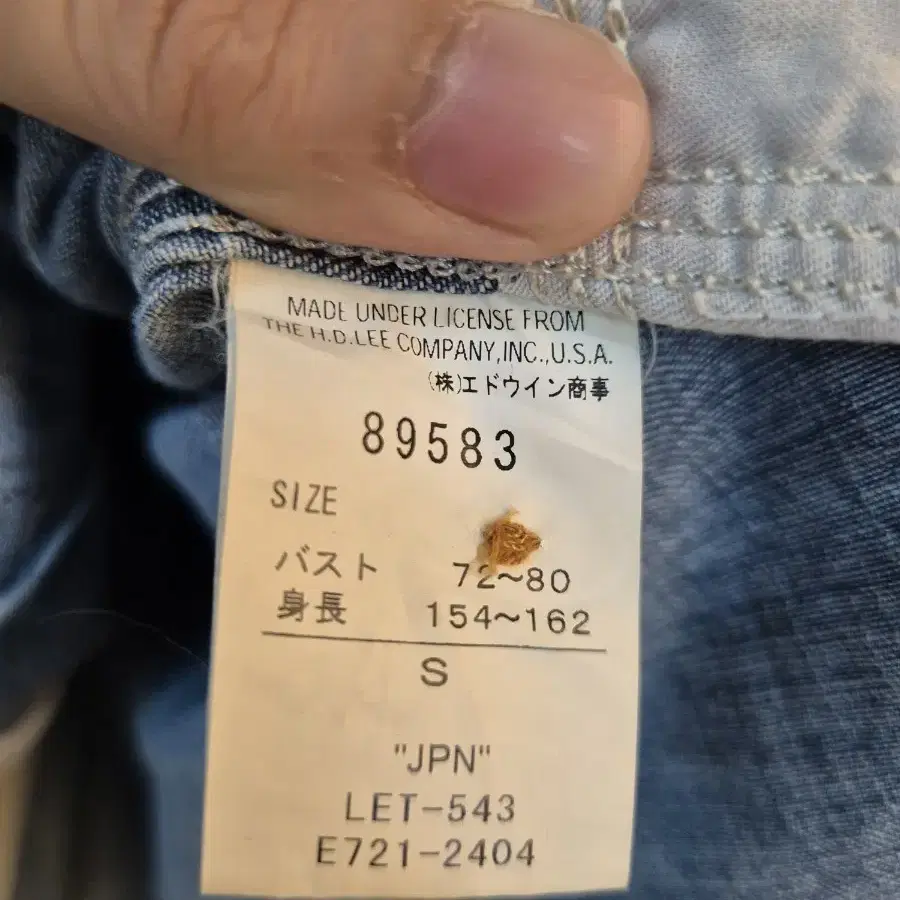 MADE UNDER LICENSE FROM
THE H.D.LEE COMPANY,INC.,U.S.A.
(株)エドウイン商事
89583
SIZE
バスト 72~80
身長 154~162
S
"JPN"
LET-543
E721-2404